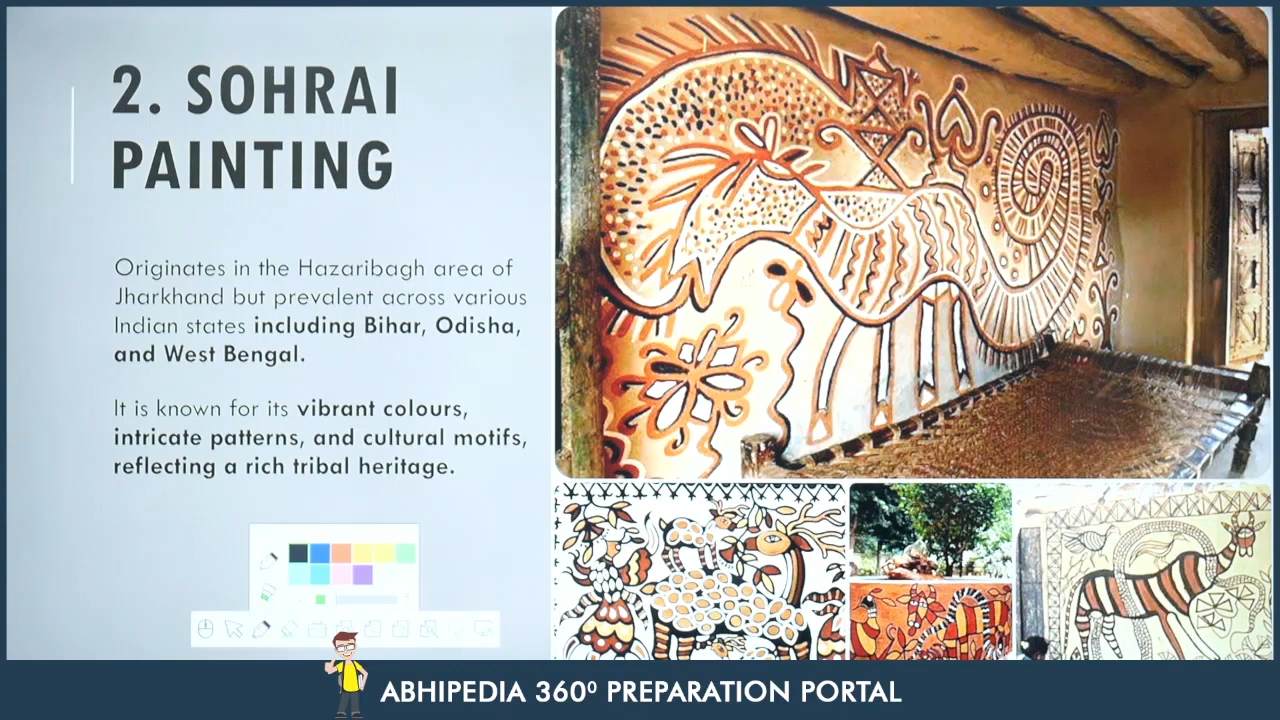 2. SOHRAI
PAINTING
Originates in the Hazaribagh area of
Jharkhand but prevalent across various
Indian states including Bihar, Odisha,
and West Bengal.
It is known for its vibrant colours,
intricate patterns, and cultural motifs,
reflecting a rich tribal heritage.
ABHIPEDIA 360⁰ PREPARATION PORTAL